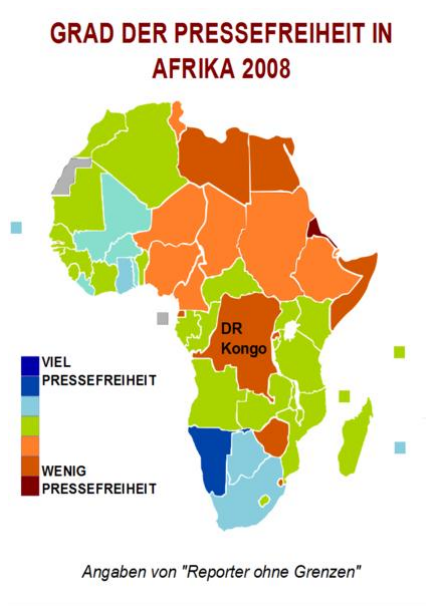 GRAD DER PRESSEFREIHEIT IN
AFRIKA 2008
DR
Kongo
VIEL
PRESSEFREIHEIT
WENIG
PRESSEFREIHEIT
Angaben von "Reporter ohne Grenzen"